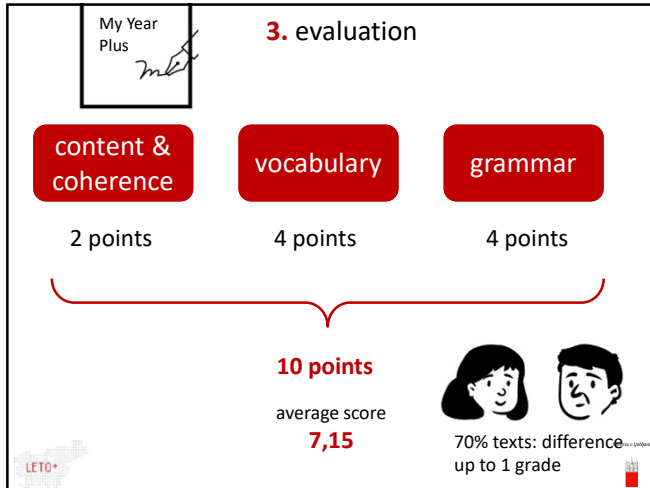 My Year
Plus
3. evaluation
content &
coherence
vocabulary
grammar
2 points
4 points
4 points
10 points
average score
7,15
70% texts: difference
up to 1 grade
LETO+